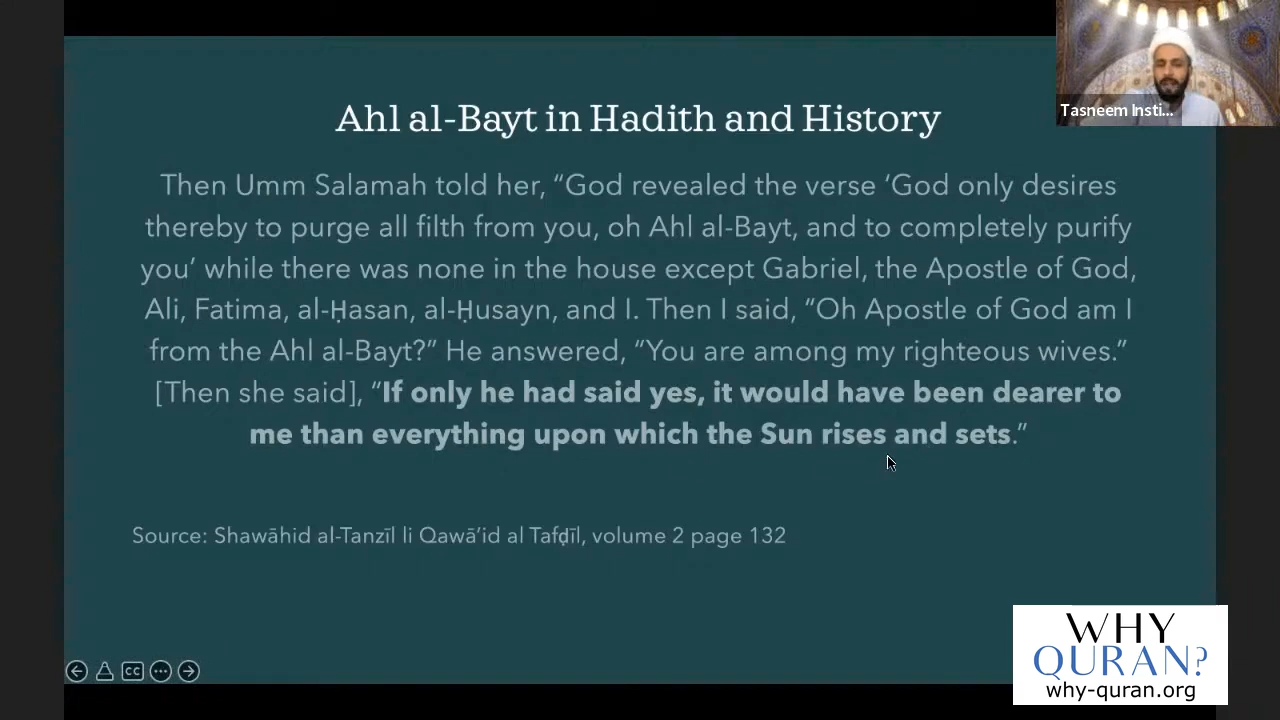 Tasneem Insti...
Ahl al-Bayt in Hadith and History
Then Umm Salamah told her, “God revealed the verse ‘God only desires
thereby to purge all filth from you, oh Ahl al-Bayt, and to completely purify
you’ while there was none in the house except Gabriel, the Apostle of God,
Ali, Fatima, al-Ḥasan, al-Ḥusayn, and I. Then I said, “Oh Apostle of God am I
from the Ahl al-Bayt?” He answered, “You are among my righteous wives.”
[Then she said], “If only he had said yes, it would have been dearer to
me than everything upon which the Sun rises and sets.”
Source: Shawāhid al-Tanzīl li Qawā’id al Tafḍīl, volume 2 page 132
CC
WHY
QURAN?
why-quran.org